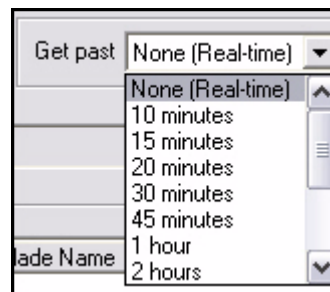 Get past None (Real-time)
None (Real-time)
10 minutes
15 minutes
20 minutes
30 minutes
45 minutes
1 hour
lade Name
2 hours